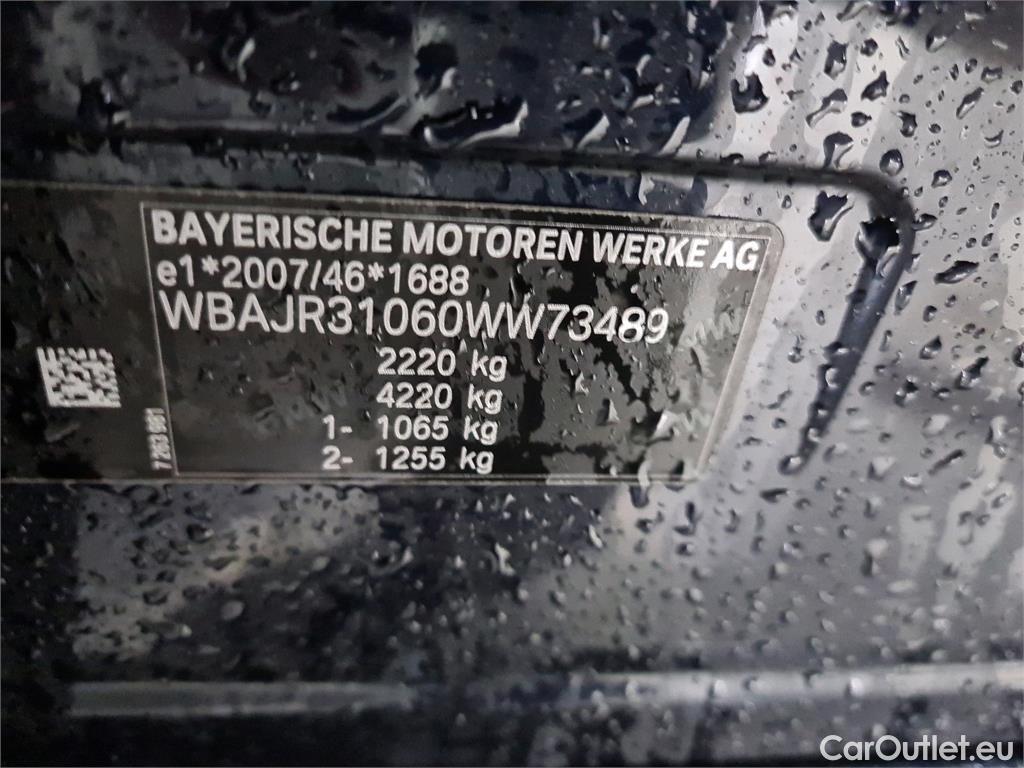 BAYERISCHE MOTOREN WERKE AG
e1*2007/46*1688
WBAJR31060WW73489
2220 kg
4220 kg
1- 1065 kg
2- 1255 kg
CarOutlet.eu